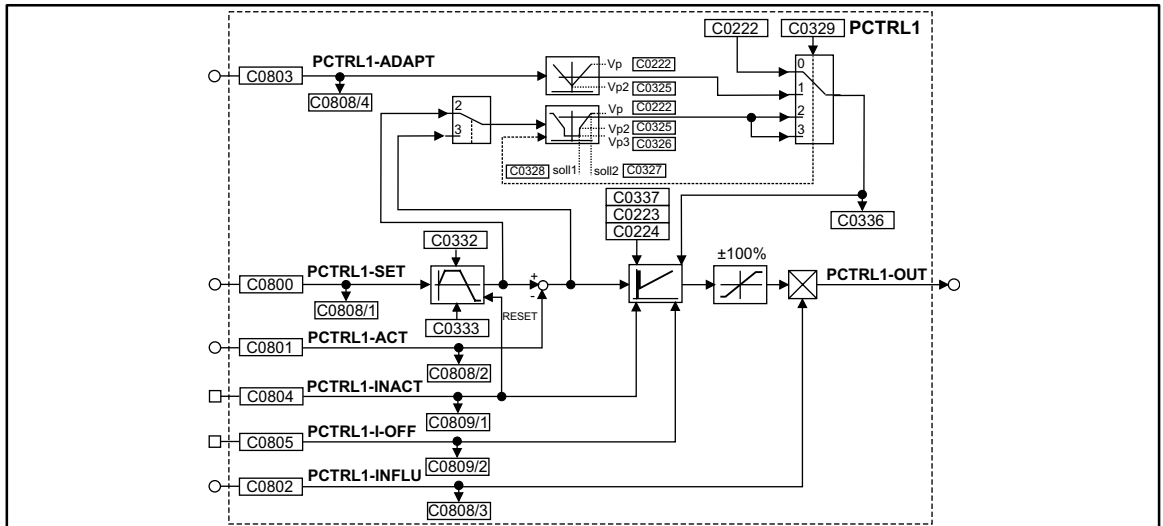 C0222 C0329 PCTRL1
C0803 PCTRL1-ADAPT
C0808/4
Vp C0222
Vp2 C0325
0
1
2
3
2
3
Vp C0222
Vp2 C0325
Vp3 C0326
C0328 soll1 soll2 C0327
C0337
C0223
C0224
C0336
C0332
±100%
C0800 PCTRL1-SET
+
-
PCTRL1-OUT
C0808/1
C0333
RESET
C0801 PCTRL1-ACT
C0808/2
C0804 PCTRL1-INACT
C0809/1
C0805 PCTRL1-I-OFF
C0809/2
C0802 PCTRL1-INFLU
C0808/3